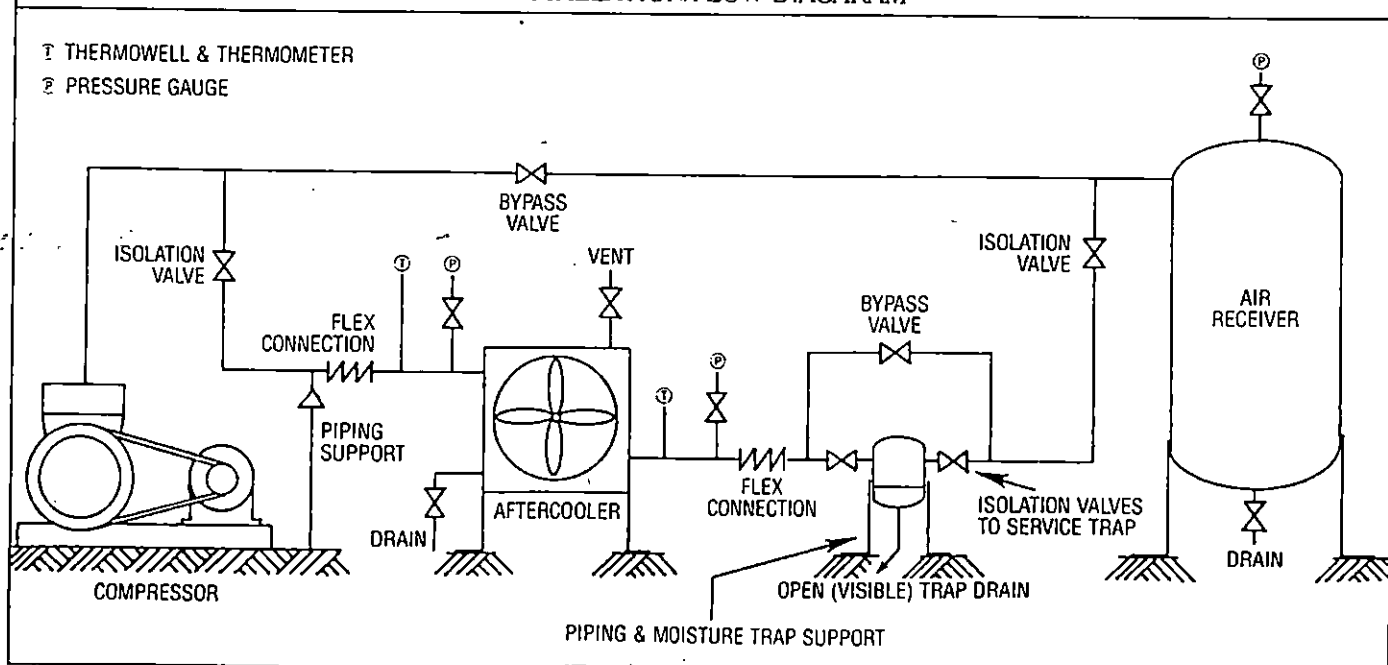 DIAGRAM
T THERMOWELL & THERMOMETER
P PRESSURE GAUGE
P
BYPASS
VALVE
ISOLATION
VALVE
T
P
VENT
ISOLATION
VALVE
AIR
RECEIVER
FLEX
CONNECTION
BYPASS
VALVE
P
T
PIPING
SUPPORT
FLEX
CONNECTION
ISOLATION VALVES
TO SERVICE TRAP
AFTERCOOLER
DRAIN
DRAIN
COMPRESSOR
OPEN (VISIBLE) TRAP DRAIN
PIPING & MOISTURE TRAP SUPPORT